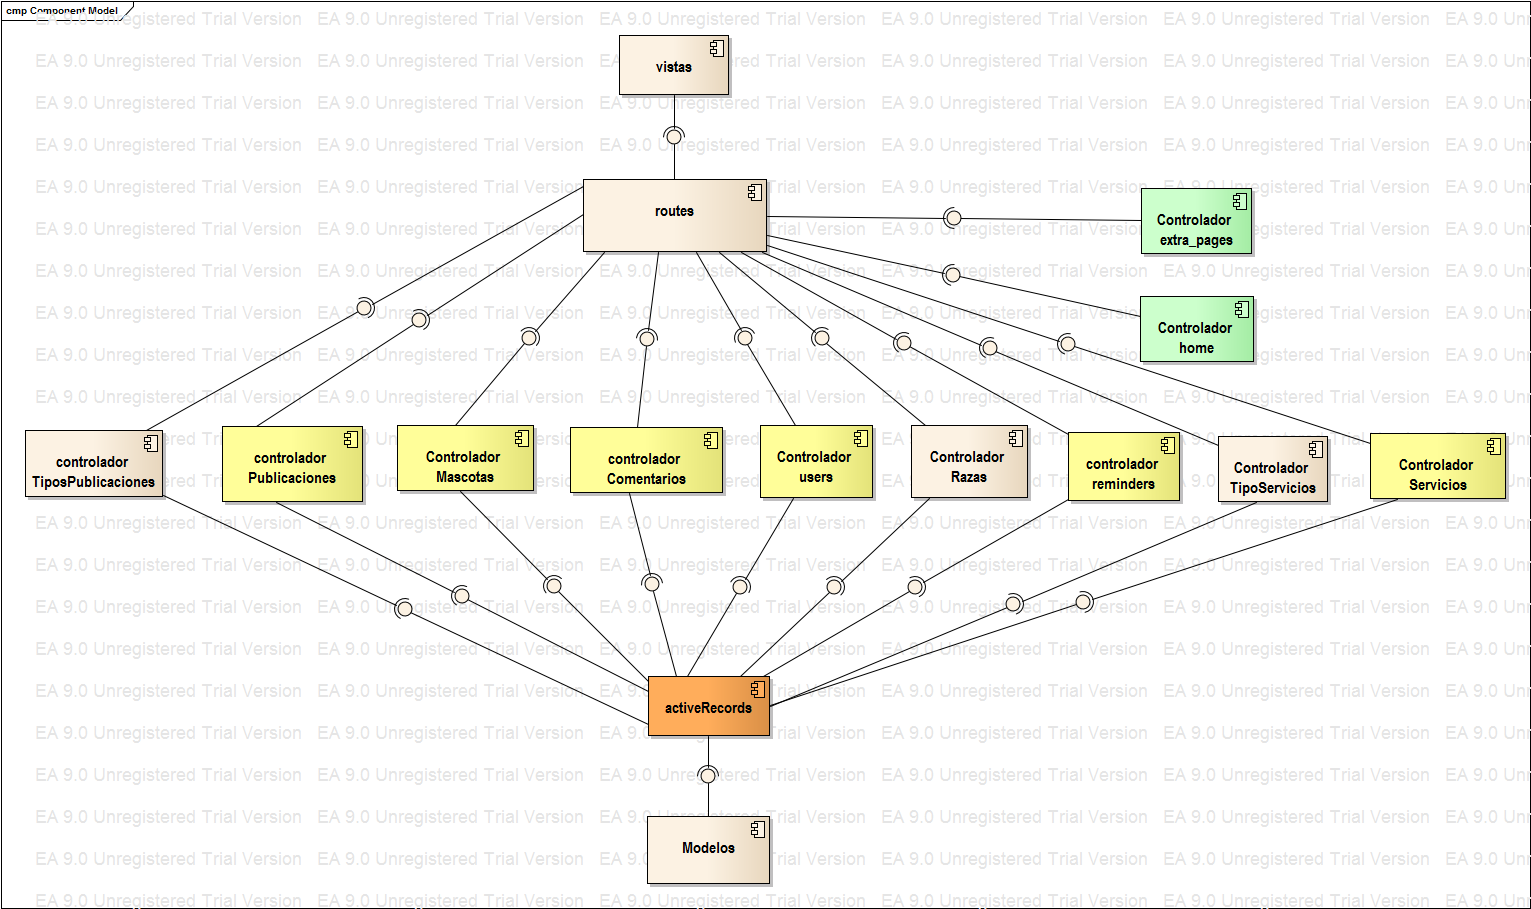 cmp Component Model
vistas
routes
Controlador
extra_pages
Controlador
home
controlador
TiposPublicaciones
controlador
Publicaciones
Controlador
Mascotas
controlador
Comentarios
Controlador
users
Controlador
Razas
controlador
reminders
Controlador
TipoServicios
Controlador
Servicios
activeRecords
Modelos
EA 9.0 Unregistered Trial Version